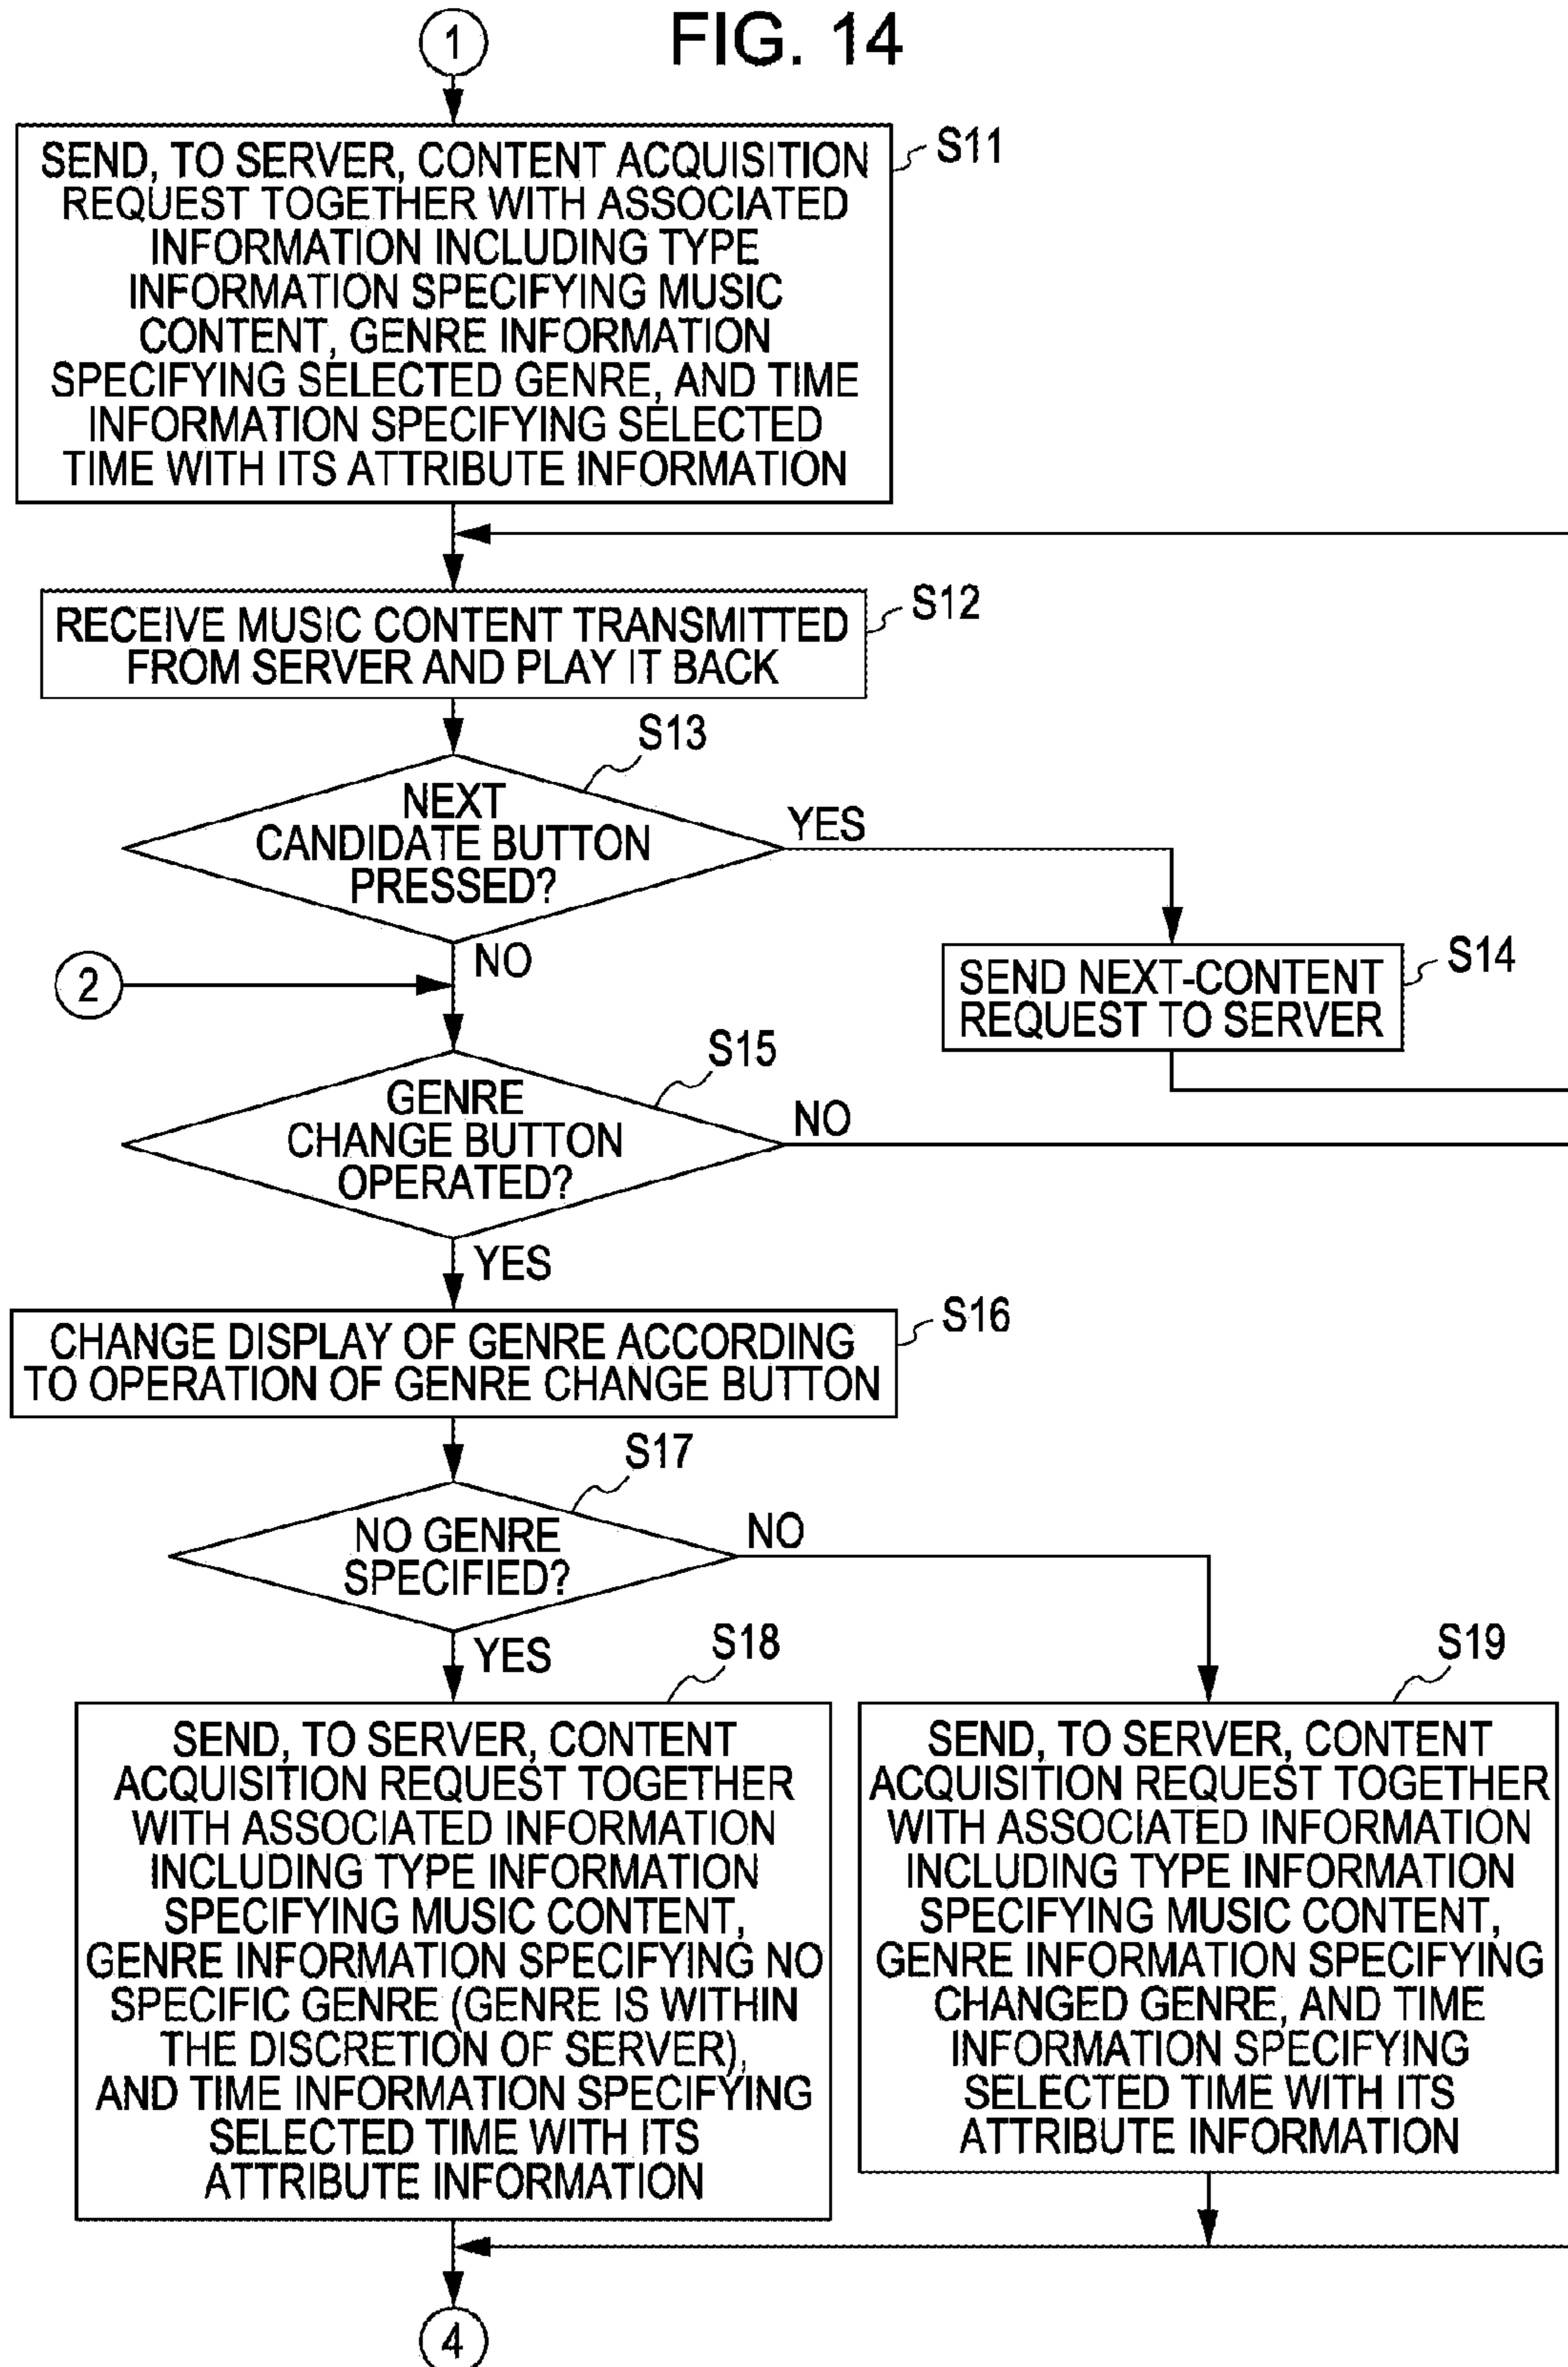 FIG. 14
1
SEND, TO SERVER, CONTENT ACQUISITION
REQUEST TOGETHER WITH ASSOCIATED
INFORMATION INCLUDING TYPE
INFORMATION SPECIFYING MUSIC
CONTENT, GENRE INFORMATION
SPECIFYING SELECTED GENRE, AND TIME
INFORMATION SPECIFYING SELECTED
TIME WITH ITS ATTRIBUTE INFORMATION
S11
RECEIVE MUSIC CONTENT TRANSMITTED
FROM SERVER AND PLAY IT BACK
S12
S13
NEXT
CANDIDATE BUTTON
PRESSED?
YES
NO
2
SEND NEXT-CONTENT
REQUEST TO SERVER
S14
S15
GENRE
CHANGE BUTTON
OPERATED?
NO
YES
CHANGE DISPLAY OF GENRE ACCORDING
TO OPERATION OF GENRE CHANGE BUTTON
S16
S17
NO GENRE
SPECIFIED?
NO
YES
S18
SEND, TO SERVER, CONTENT
ACQUISITION REQUEST TOGETHER
WITH ASSOCIATED INFORMATION
INCLUDING TYPE INFORMATION
SPECIFYING MUSIC CONTENT,
GENRE INFORMATION SPECIFYING NO
SPECIFIC GENRE (GENRE IS WITHIN
THE DISCRETION OF SERVER),
AND TIME INFORMATION SPECIFYING
SELECTED TIME WITH ITS
ATTRIBUTE INFORMATION
S19
SEND, TO SERVER, CONTENT
ACQUISITION REQUEST TOGETHER
WITH ASSOCIATED INFORMATION
INCLUDING TYPE INFORMATION
SPECIFYING MUSIC CONTENT,
GENRE INFORMATION SPECIFYING
CHANGED GENRE, AND TIME
INFORMATION SPECIFYING
SELECTED TIME WITH ITS
ATTRIBUTE INFORMATION
4